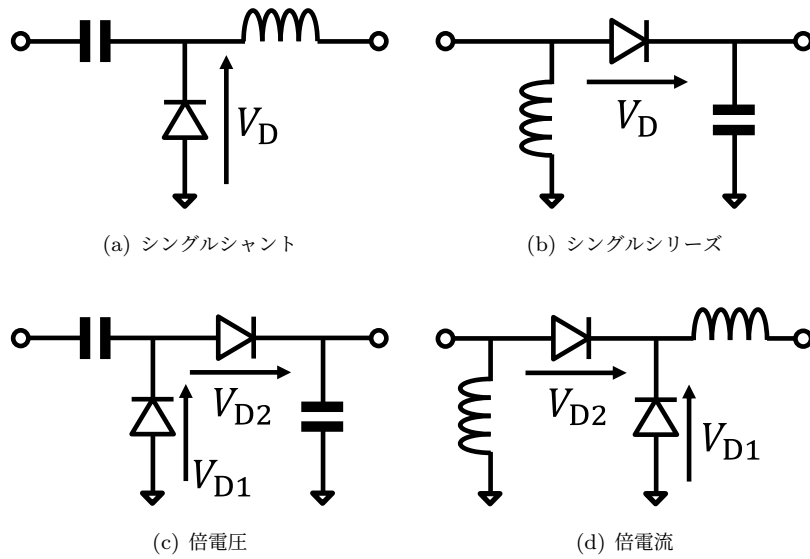 V_D
V_D
(a) シングルシャント
(b) シングルシリーズ
V_D2
V_D1
(c) 倍電圧
V_D2
V_D1
(d) 倍電流